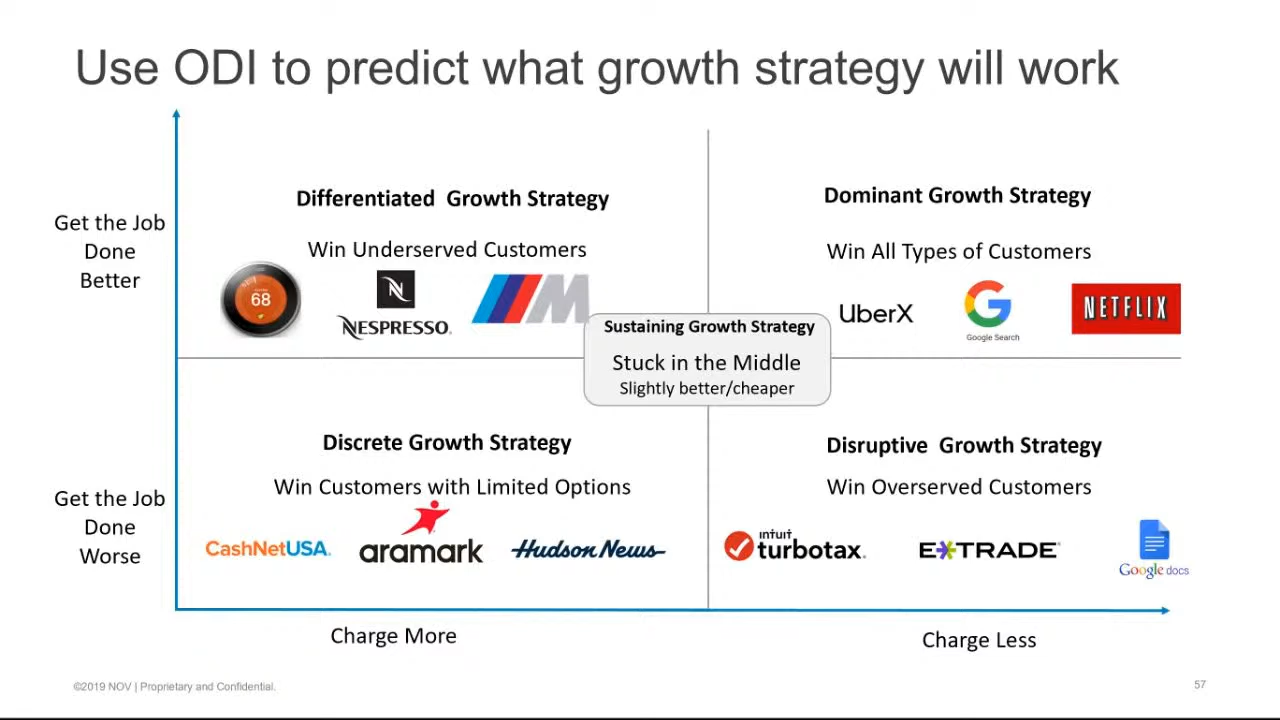 Use ODI to predict what growth strategy will work
Get the Job
Done
Better
Differentiated Growth Strategy
Win Underserved Customers
68
N
NESPRESSO.
M
Dominant Growth Strategy
Win All Types of Customers
UberX
G
Google Search
NETFLIX
Sustaining Growth Strategy
Stuck in the Middle
Slightly better/cheaper
Get the Job
Done
Worse
Discrete Growth Strategy
Win Customers with Limited Options
CashNetUSA.
aramark
Hudson News
Disruptive Growth Strategy
Win Overserved Customers
intuit
turbotax.
E*TRADE
Google docs
Charge More
Charge Less
©2019 NOV | Proprietary and Confidential.
57